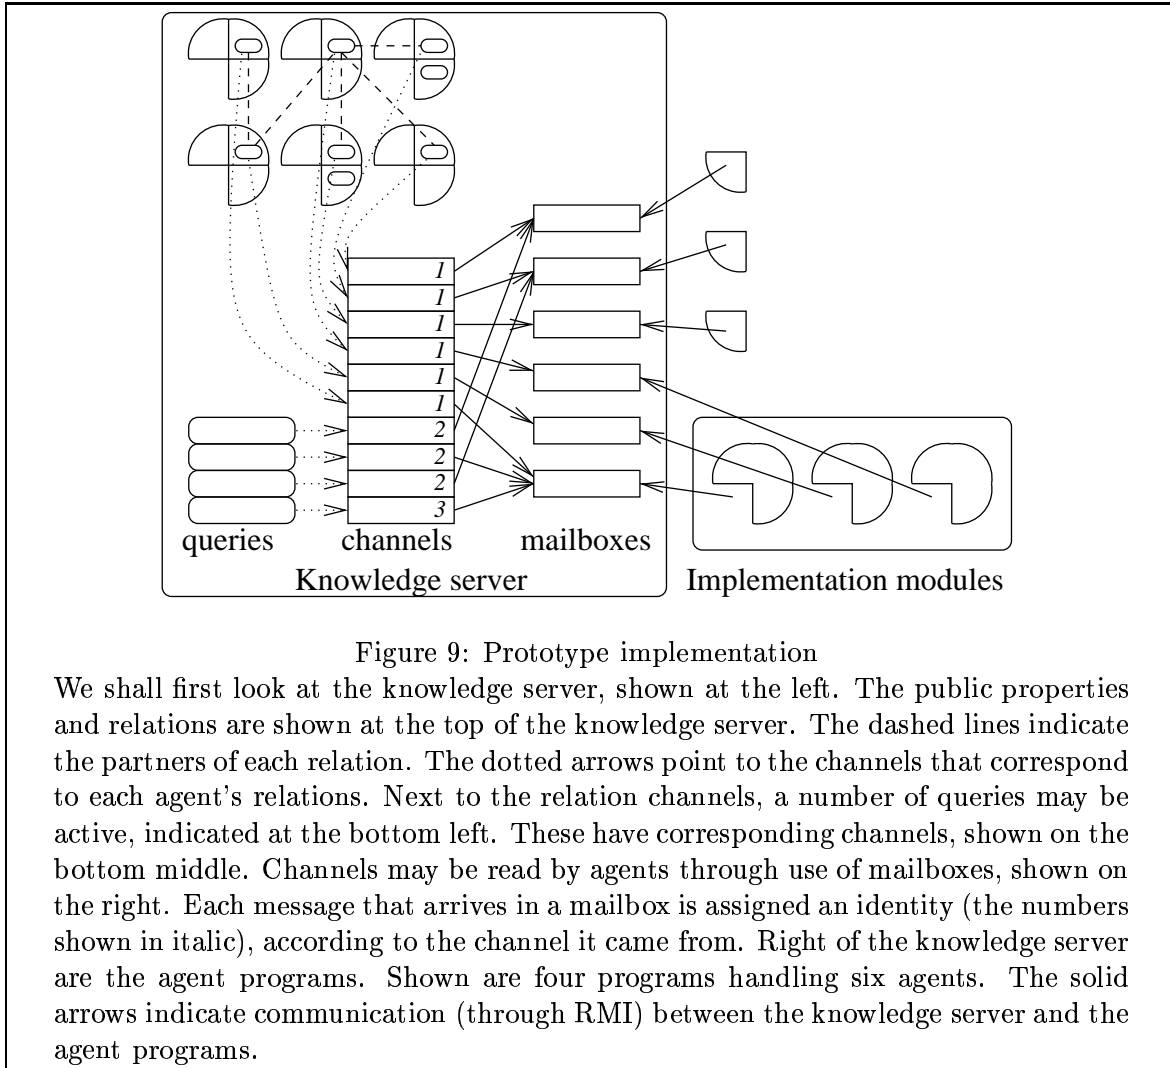 1
1
1
1
1
1
2
2
2
3
queries channels mailboxes
Knowledge server Implementation modules
Figure 9: Prototype implementation
We shall first look at the knowledge server, shown at the left. The public properties
and relations are shown at the top of the knowledge server. The dashed lines indicate
the partners of each relation. The dotted arrows point to the channels that correspond
to each agent's relations. Next to the relation channels, a number of queries may be
active, indicated at the bottom left. These have corresponding channels, shown on the
bottom middle. Channels may be read by agents through use of mailboxes, shown on
the right. Each message that arrives in a mailbox is assigned an identity (the numbers
shown in italic), according to the channel it came from. Right of the knowledge server
are the agent programs. Shown are four programs handling six agents. The solid
arrows indicate communication (through RMI) between the knowledge server and the
agent programs.